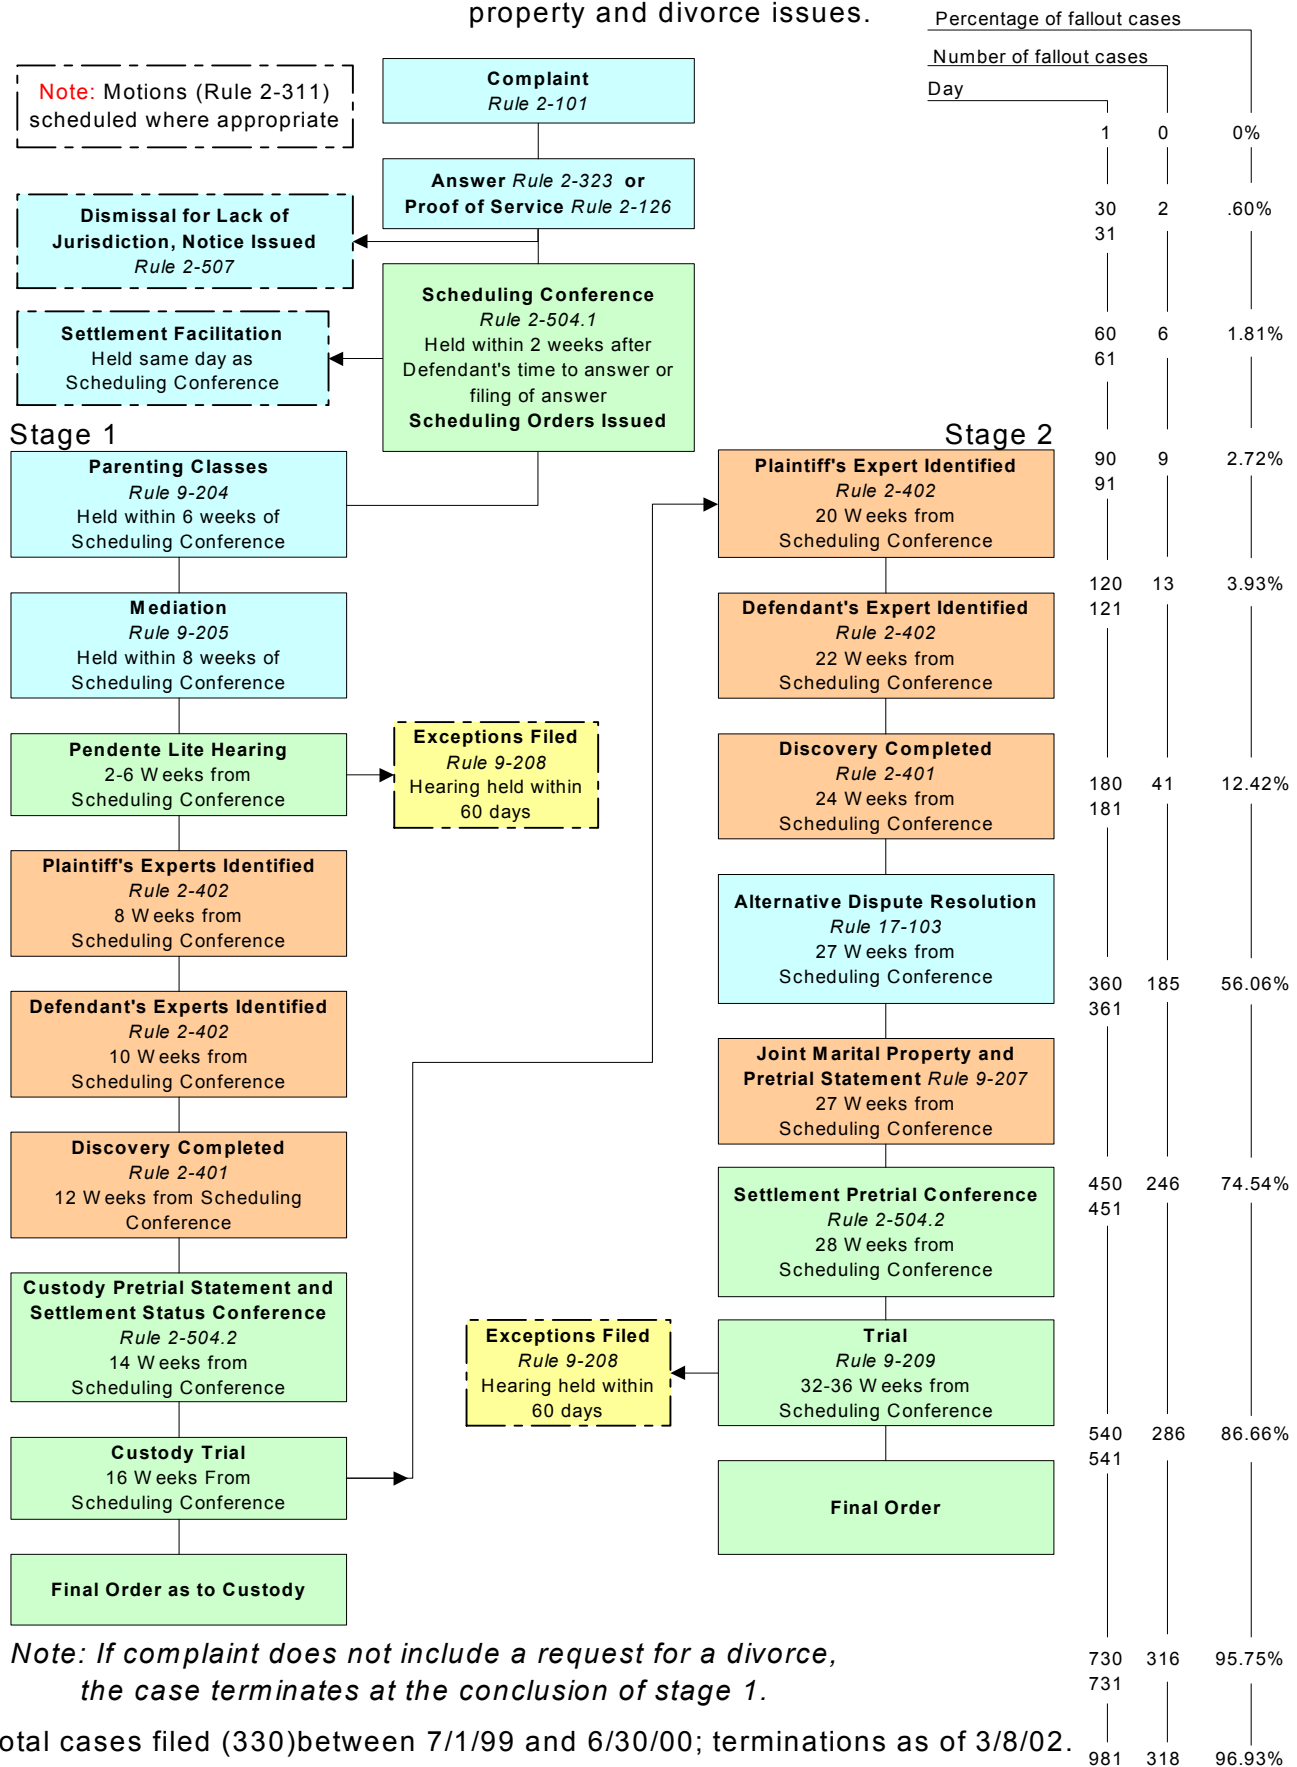 property and divorce issues.
Percentage of fallout cases
Number of fallout cases
Day
Note: Motions (Rule 2-311)
scheduled where appropriate
Complaint
Rule 2-101
Answer Rule 2-323 or
Proof of Service Rule 2-126
Dismissal for Lack of
Jurisdiction, Notice Issued
Rule 2-507
Scheduling Conference
Rule 2-504.1
Held within 2 weeks after
Defendant's time to answer or
filing of answer
Scheduling Orders Issued
Settlement Facilitation
Held same day as
Scheduling Conference
Stage 1
Parenting Classes
Rule 9-204
Held within 6 weeks of
Scheduling Conference
Mediation
Rule 9-205
Held within 8 weeks of
Scheduling Conference
Pendente Lite Hearing
2-6 Weeks from
Scheduling Conference
Exceptions Filed
Rule 9-208
Hearing held within
60 days
Plaintiff's Experts Identified
Rule 2-402
8 Weeks from
Scheduling Conference
Defendant's Experts Identified
Rule 2-402
10 Weeks from
Scheduling Conference
Discovery Completed
Rule 2-401
12 Weeks from Scheduling
Conference
Custody Pretrial Statement and
Settlement Status Conference
Rule 2-504.2
14 Weeks from
Scheduling Conference
Custody Trial
16 Weeks From
Scheduling Conference
Final Order as to Custody
Stage 2
Plaintiff's Expert Identified
Rule 2-402
20 Weeks from
Scheduling Conference
Defendant's Expert Identified
Rule 2-402
22 Weeks from
Scheduling Conference
Discovery Completed
Rule 2-401
24 Weeks from
Scheduling Conference
Alternative Dispute Resolution
Rule 17-103
27 Weeks from
Scheduling Conference
Joint Marital Property and
Pretrial Statement Rule 9-207
27 Weeks from
Scheduling Conference
Settlement Pretrial Conference
Rule 2-504.2
28 Weeks from
Scheduling Conference
Trial
Rule 9-209
32-36 Weeks from
Scheduling Conference
Exceptions Filed
Rule 9-208
Hearing held within
60 days
Final Order
1 0 0%
30 2 .60%
31
60 6 1.81%
61
90 9 2.72%
91
120 13 3.93%
121
180 41 12.42%
181
360 185 56.06%
361
450 246 74.54%
451
540 286 86.66%
541
730 316 95.75%
731
981 318 96.93%
Note: If complaint does not include a request for a divorce,
the case terminates at the conclusion of stage 1.
otal cases filed (330)between 7/1/99 and 6/30/00; terminations as of 3/8/02.